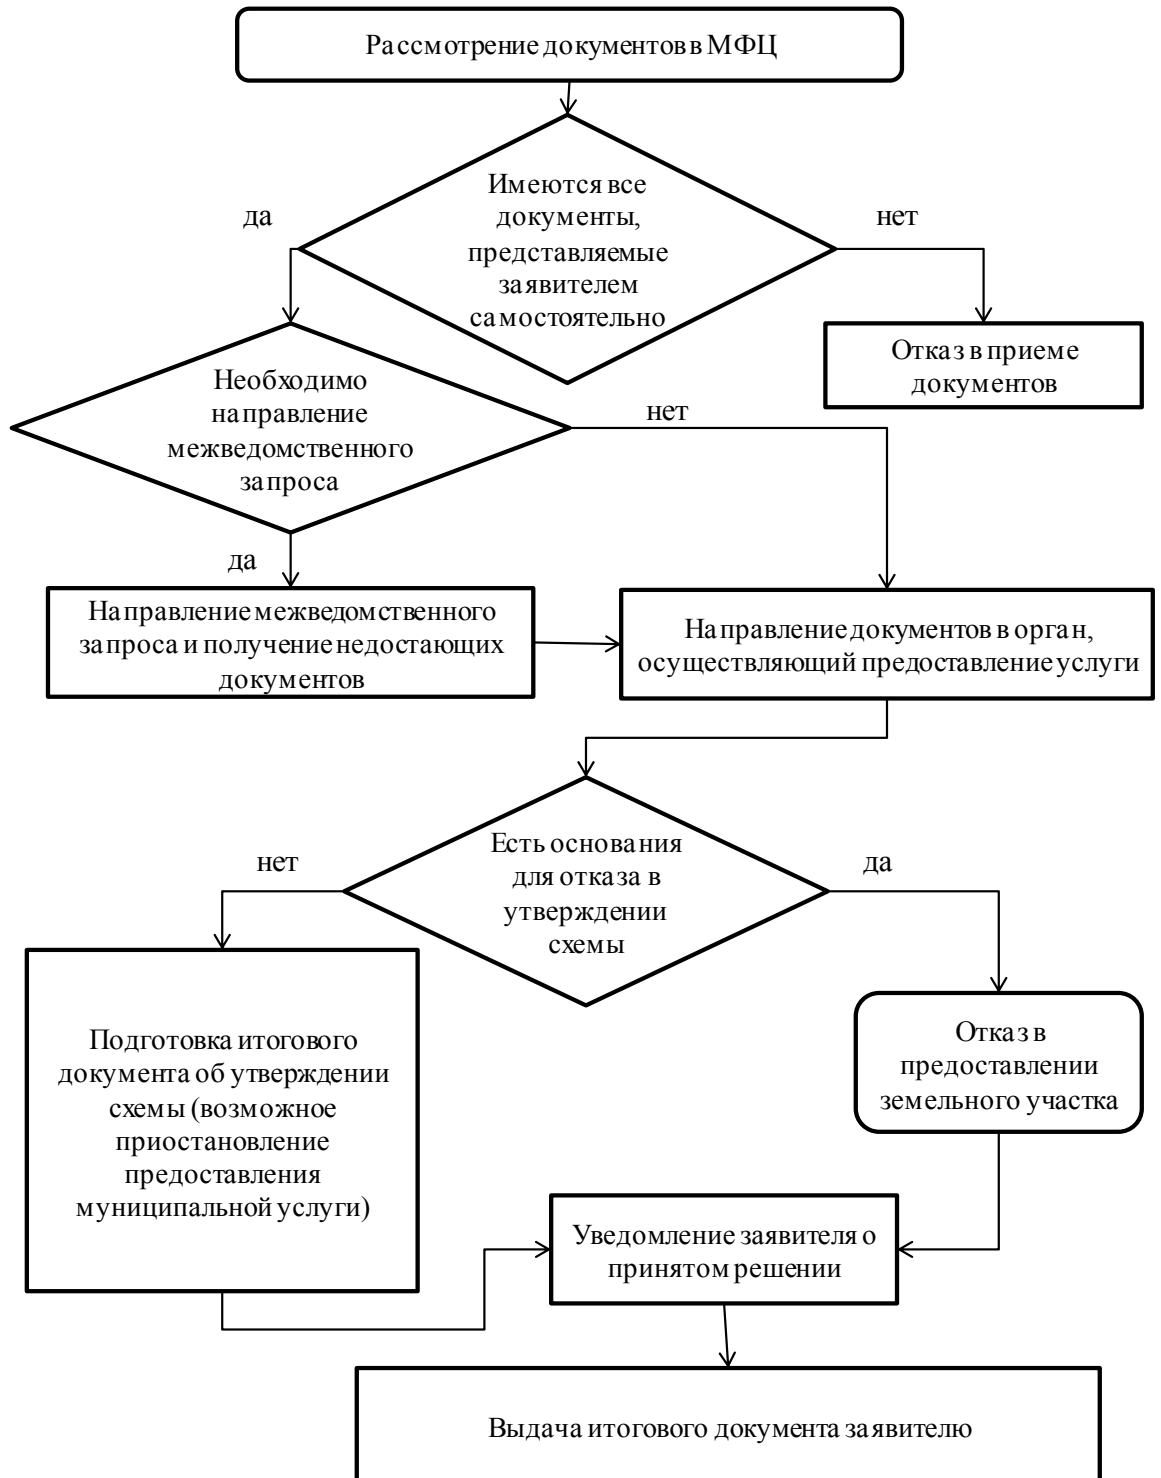 Рассмотрение документов в МФЦ
Имеются все
документы,
представляемые
заявителем
самостоятельно
да
нет
Отказ в приеме
документов
Необходимо
направление
межведомственного
запроса
нет
да
Направление межведомственного
запроса и получение недостающих
документов
Направление документов в орган,
осуществляющий предоставление услуги
Есть основания
для отказа в
утверждении
схемы
нет
да
Подготовка итогового
документа об утверждении
схемы (возможное
приостановление
предоставления
муниципальной услуги)
Отказ в
предоставлении
земельного участка
Уведомление заявителя о
принятом решении
Выдача итогового документа заявителю